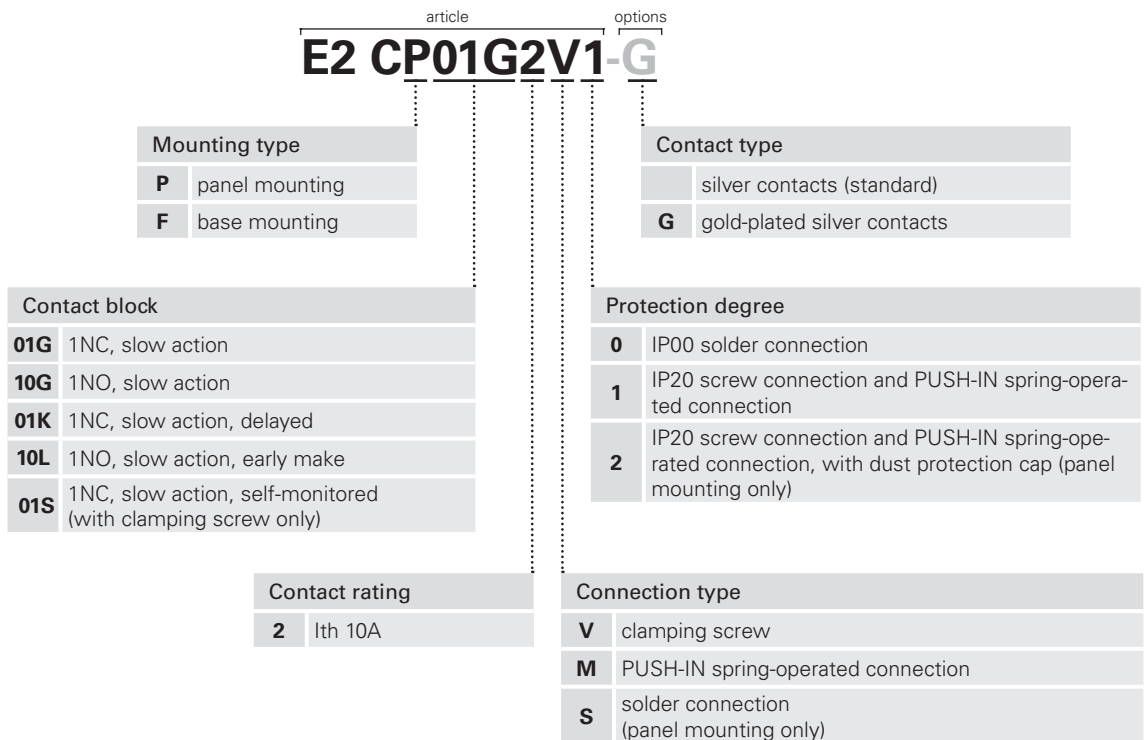 article options
E2 CP01G2V1-G
Mounting type
P panel mounting
F base mounting
Contact type
silver contacts (standard)
G gold-plated silver contacts
Contact block
01G 1NC, slow action
10G 1NO, slow action
01K 1NC, slow action, delayed
10L 1NO, slow action, early make
01S 1NC, slow action, self-monitored
(with clamping screw only)
Protection degree
0 IP00 solder connection
1 IP20 screw connection and PUSH-IN spring-opera-
ted connection
2 IP20 screw connection and PUSH-IN spring-ope-
rated connection, with dust protection cap (panel
mounting only)
Contact rating
2 Ith 10A
Connection type
V clamping screw
M PUSH-IN spring-operated connection
S solder connection
(panel mounting only)